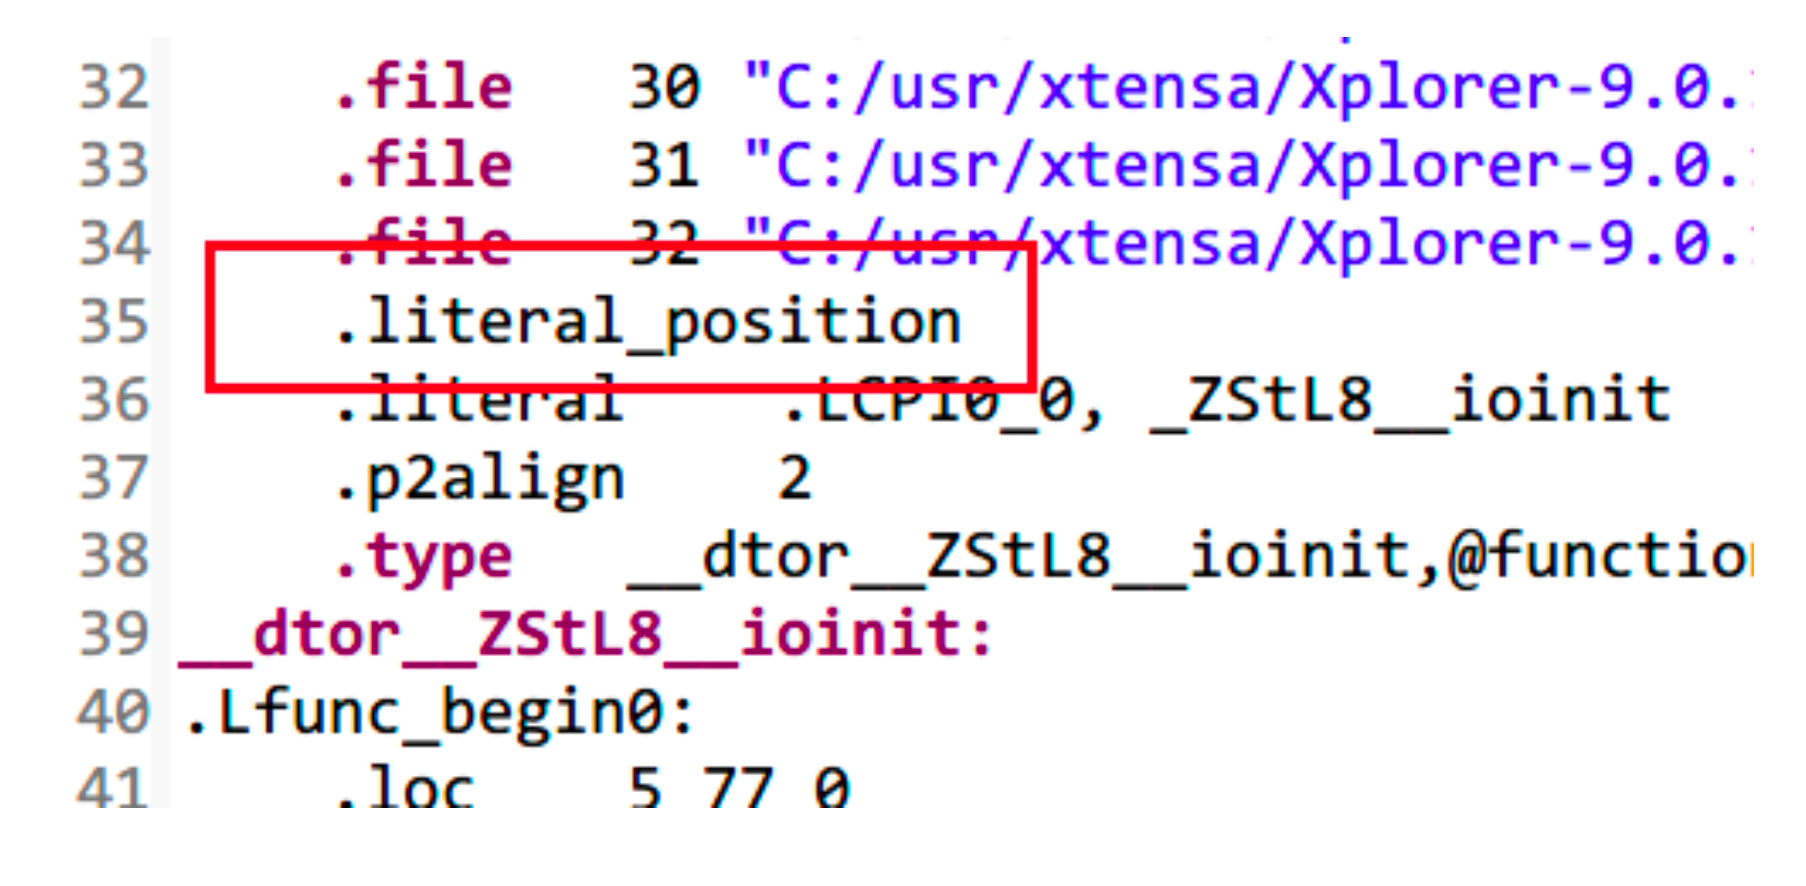 32 .file 30 "C:/usr/xtensa/Xplorer-9.0.
33 .file 31 "C:/usr/xtensa/Xplorer-9.0.
34 .file 32 "C:/usr/xtensa/Xplorer-9.0.
35 .literal_position
36 .literal .LCPI0_0, _ZStL8__ioinit
37 .p2align 2
38 .type __dtor__ZStL8__ioinit,@functio
39 __dtor__ZStL8__ioinit:
40 .Lfunc_begin0:
41 .loc 5 77 0